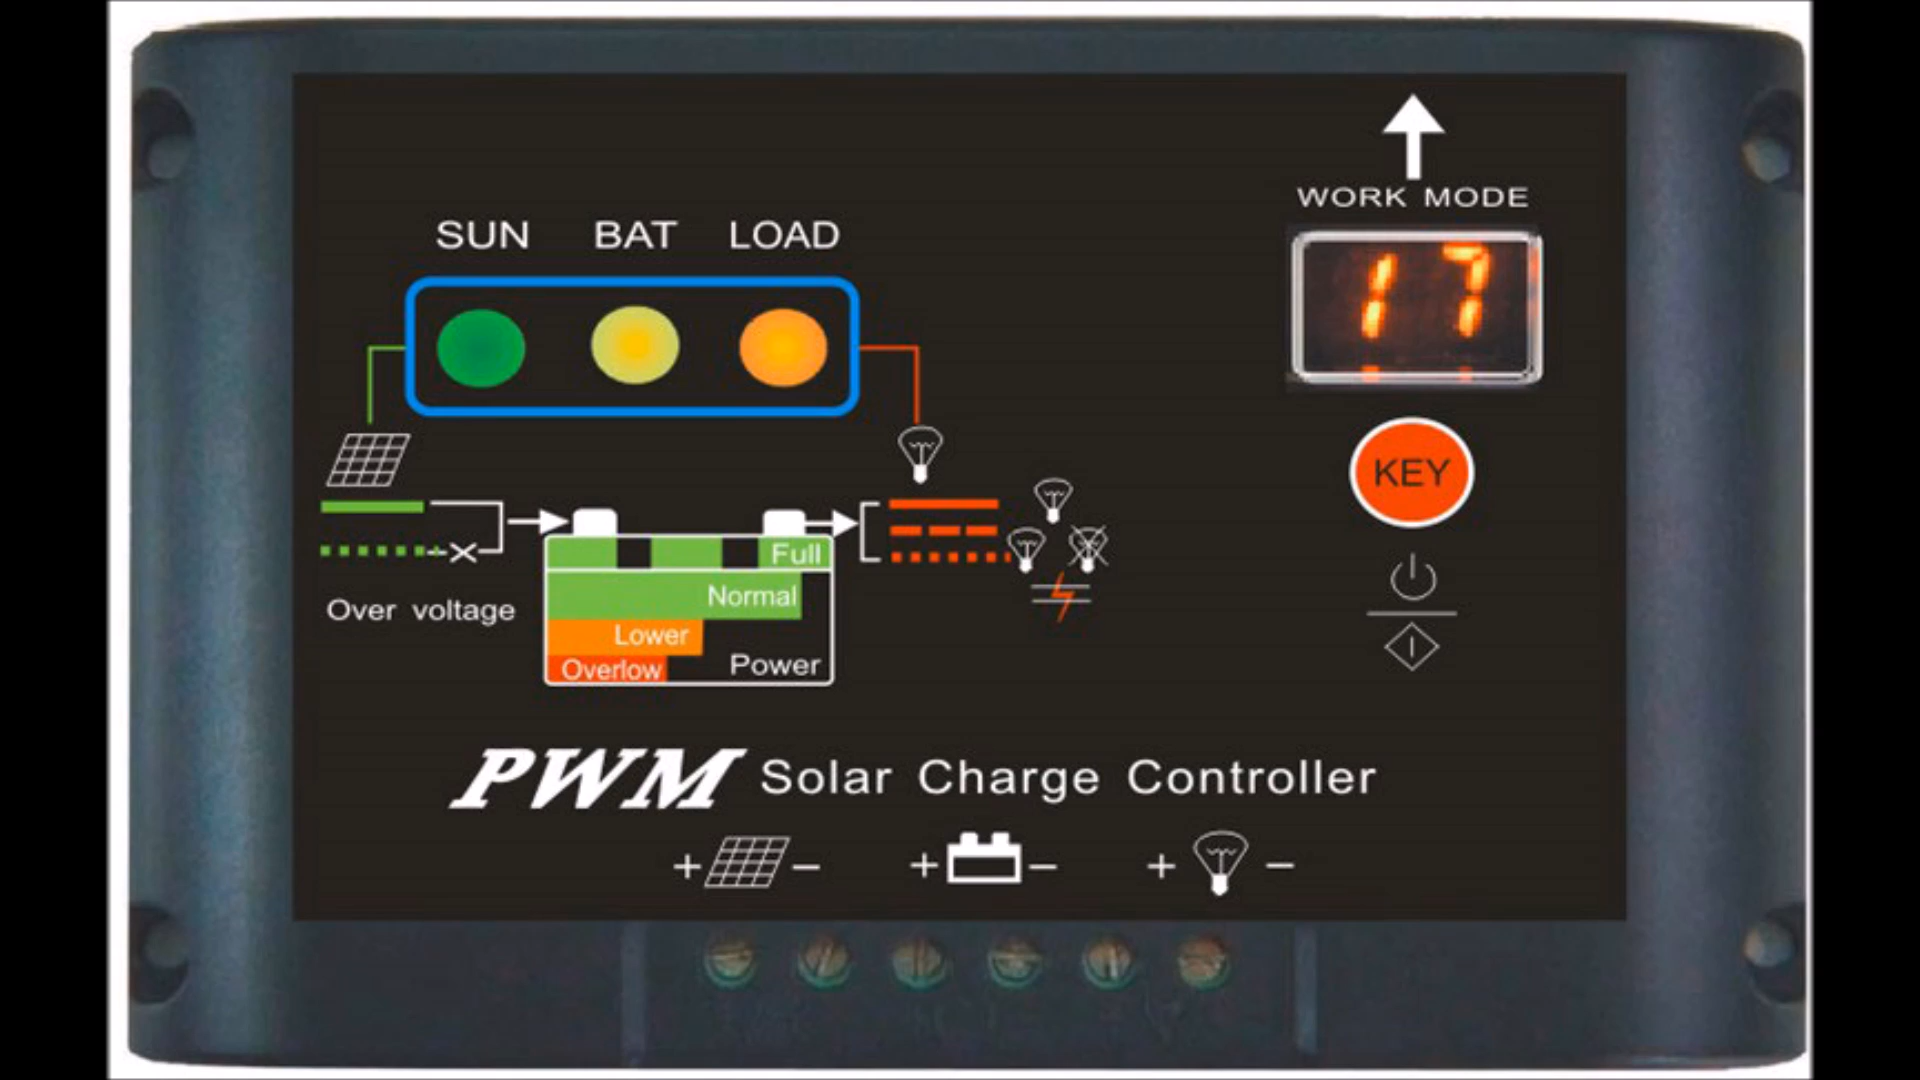 WORK MODE
17
SUN BAT LOAD
KEY
Full
Normal
Over voltage
Lower
Power
Overlow
PWM Solar Charge Controller
+ − + − + −